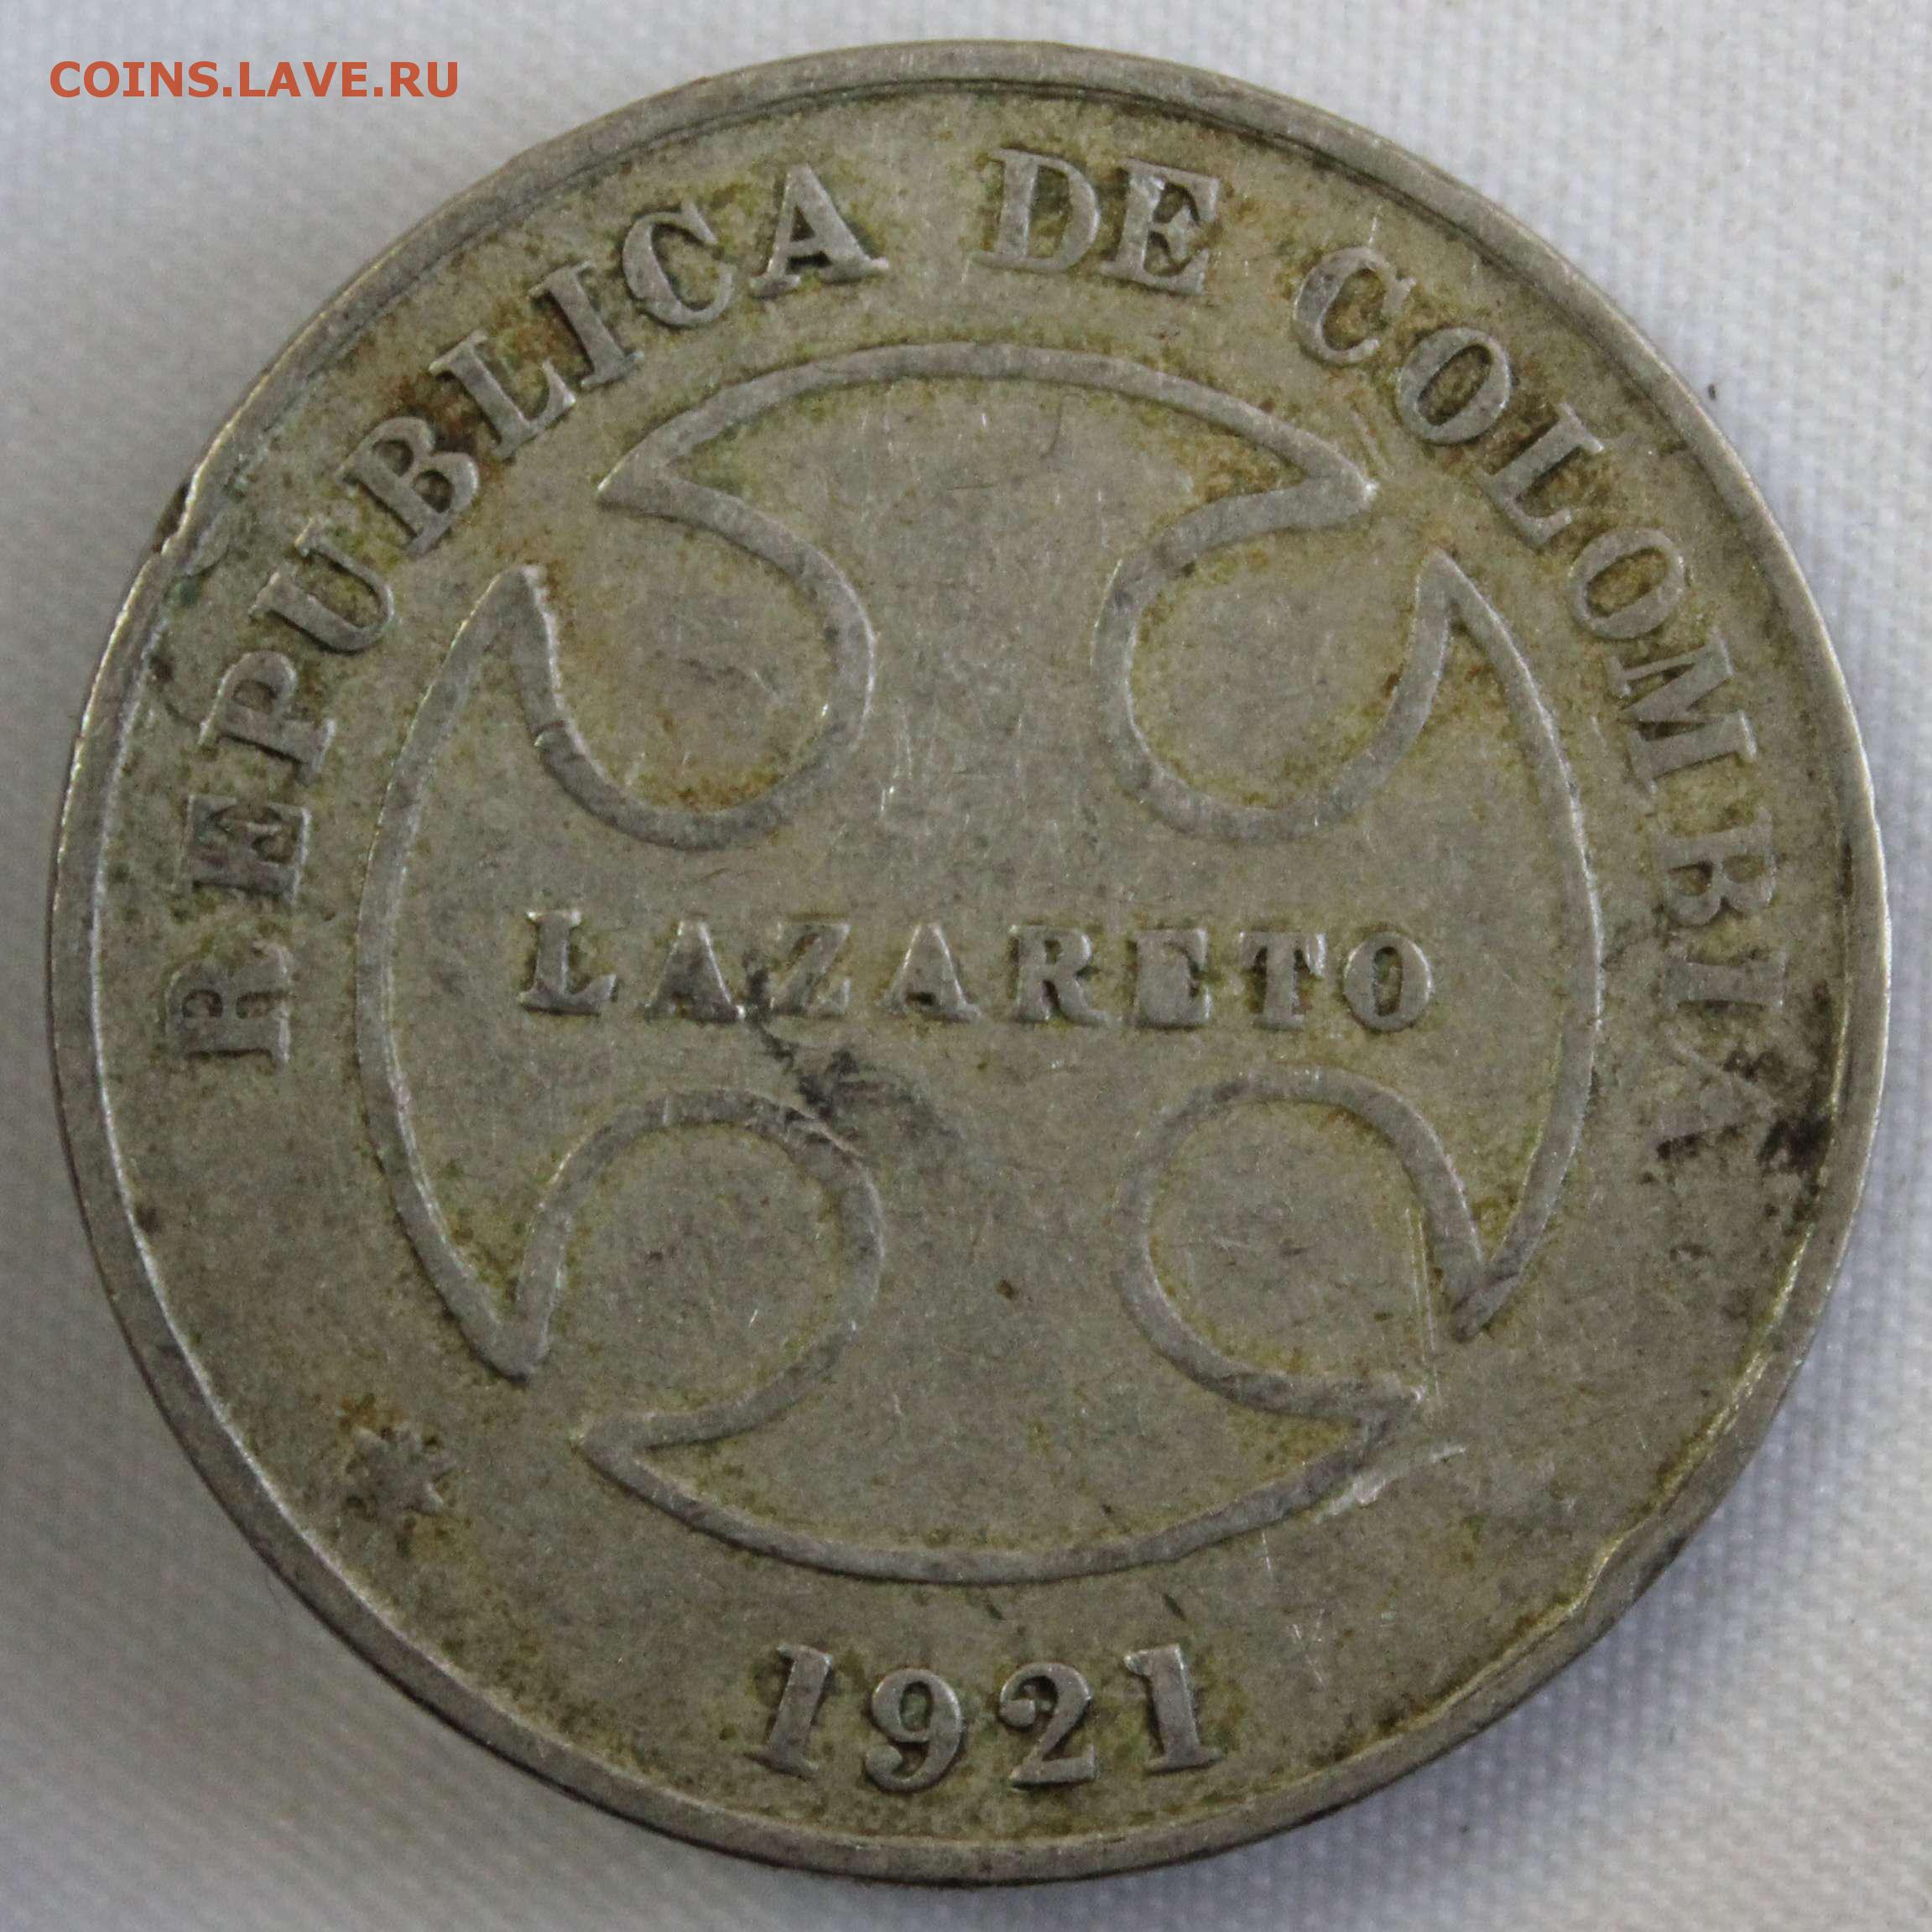 COINS.LAVE.RU
REPUBLICA DE COLOMBIA
LAZARETO
1921